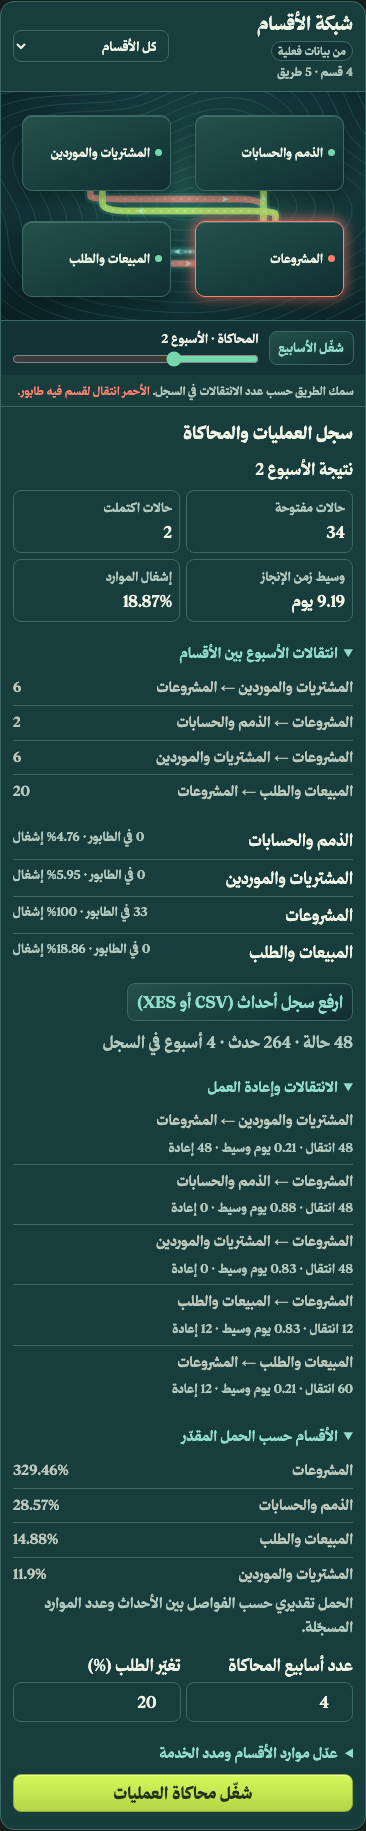 شبكة الأقسام
من بيانات فعلية
4 قسم · 5 طريق
كل الأقسام
الذمم والحسابات
المشتريات والموردين
المشروعات
المبيعات والطلب
شغّل الأسابيع
المحاكاة · الأسبوع 2
سمك الطريق حسب عدد الانتقالات في السجل. الأحمر انتقال لقسم فيه طابور.
سجل العمليات والمحاكاة
نتيجة الأسبوع 2
حالات مفتوحة
34
حالات اكتملت
2
وسيط زمن الإنجاز
9.19 يوم
إشغال الموارد
18.87%
▼ انتقالات الأسبوع بين الأقسام
المشتريات والموردين ← المشروعات 6
المشروعات ← الذمم والحسابات 2
المشروعات ← المشتريات والموردين 6
المبيعات والطلب ← المشروعات 20
الذمم والحسابات 0 في الطابور · 4.76% إشغال
المشتريات والموردين 0 في الطابور · 5.95% إشغال
المشروعات 33 في الطابور · 100% إشغال
المبيعات والطلب 0 في الطابور · 18.86% إشغال
ارفع سجل أحداث (CSV أو XES)
48 حالة · 264 حدث · 4 أسبوع في السجل
▼ الانتقالات وإعادة العمل
المشتريات والموردين ← المشروعات
48 انتقال · 0.21 يوم وسيط · 48 إعادة
المشروعات ← الذمم والحسابات
48 انتقال · 0.88 يوم وسيط · 0 إعادة
المشروعات ← المشتريات والموردين
48 انتقال · 0.83 يوم وسيط · 0 إعادة
المشروعات ← المبيعات والطلب
12 انتقال · 0.83 يوم وسيط · 12 إعادة
المبيعات والطلب ← المشروعات
60 انتقال · 0.21 يوم وسيط · 12 إعادة
▼ الأقسام حسب الحمل المقدّر
المشروعات 329.46%
الذمم والحسابات 28.57%
المبيعات والطلب 14.88%
المشتريات والموردين 11.9%
الحمل تقديري حسب الفواصل بين الأحداث وعدد الموارد
المسجّلة.
عدد أسابيع المحاكاة
4
تغيّر الطلب (%)
20
◀ عدّل موارد الأقسام ومدد الخدمة
شغّل محاكاة العمليات